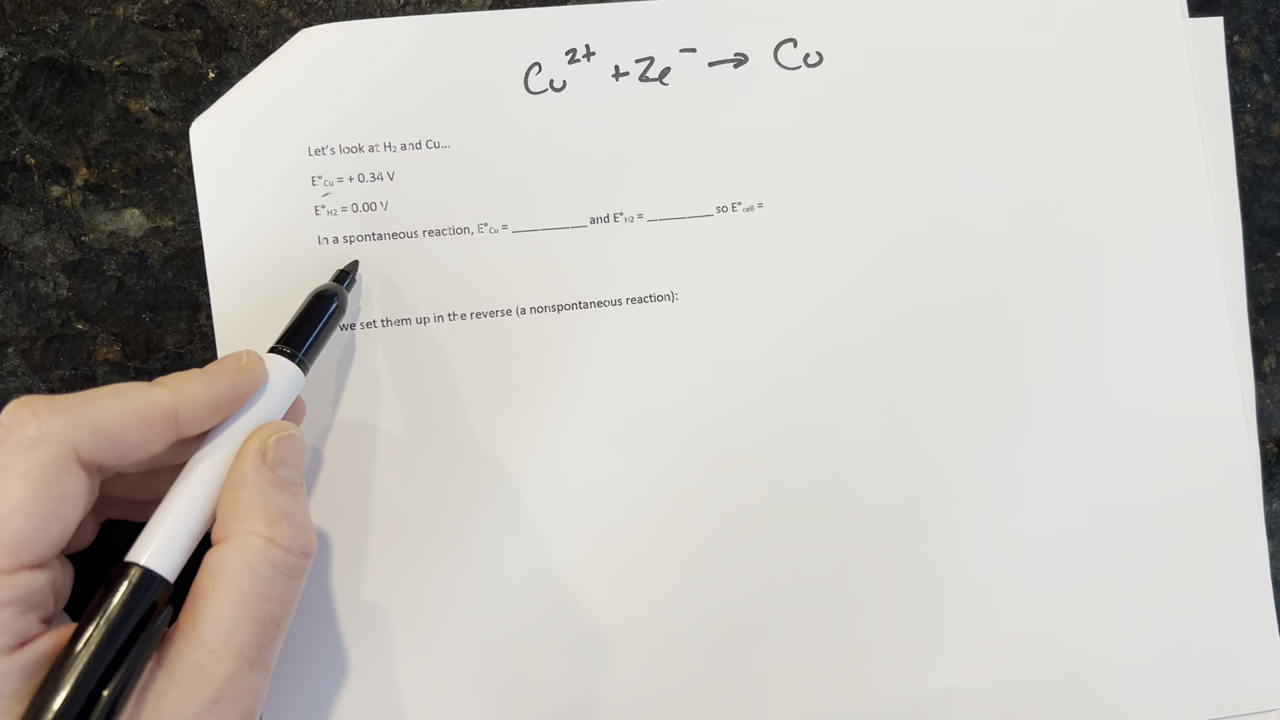 Cu²⁺ + 2e⁻ → Cu
Let's look at H₂ and Cu...
E°Cu = + 0.34 V
E°H2 = 0.00 V
In a spontaneous reaction, E°Cu = __________ and E°H2 = _________ so E°cell =
we set them up in the reverse (a nonspontaneous reaction):